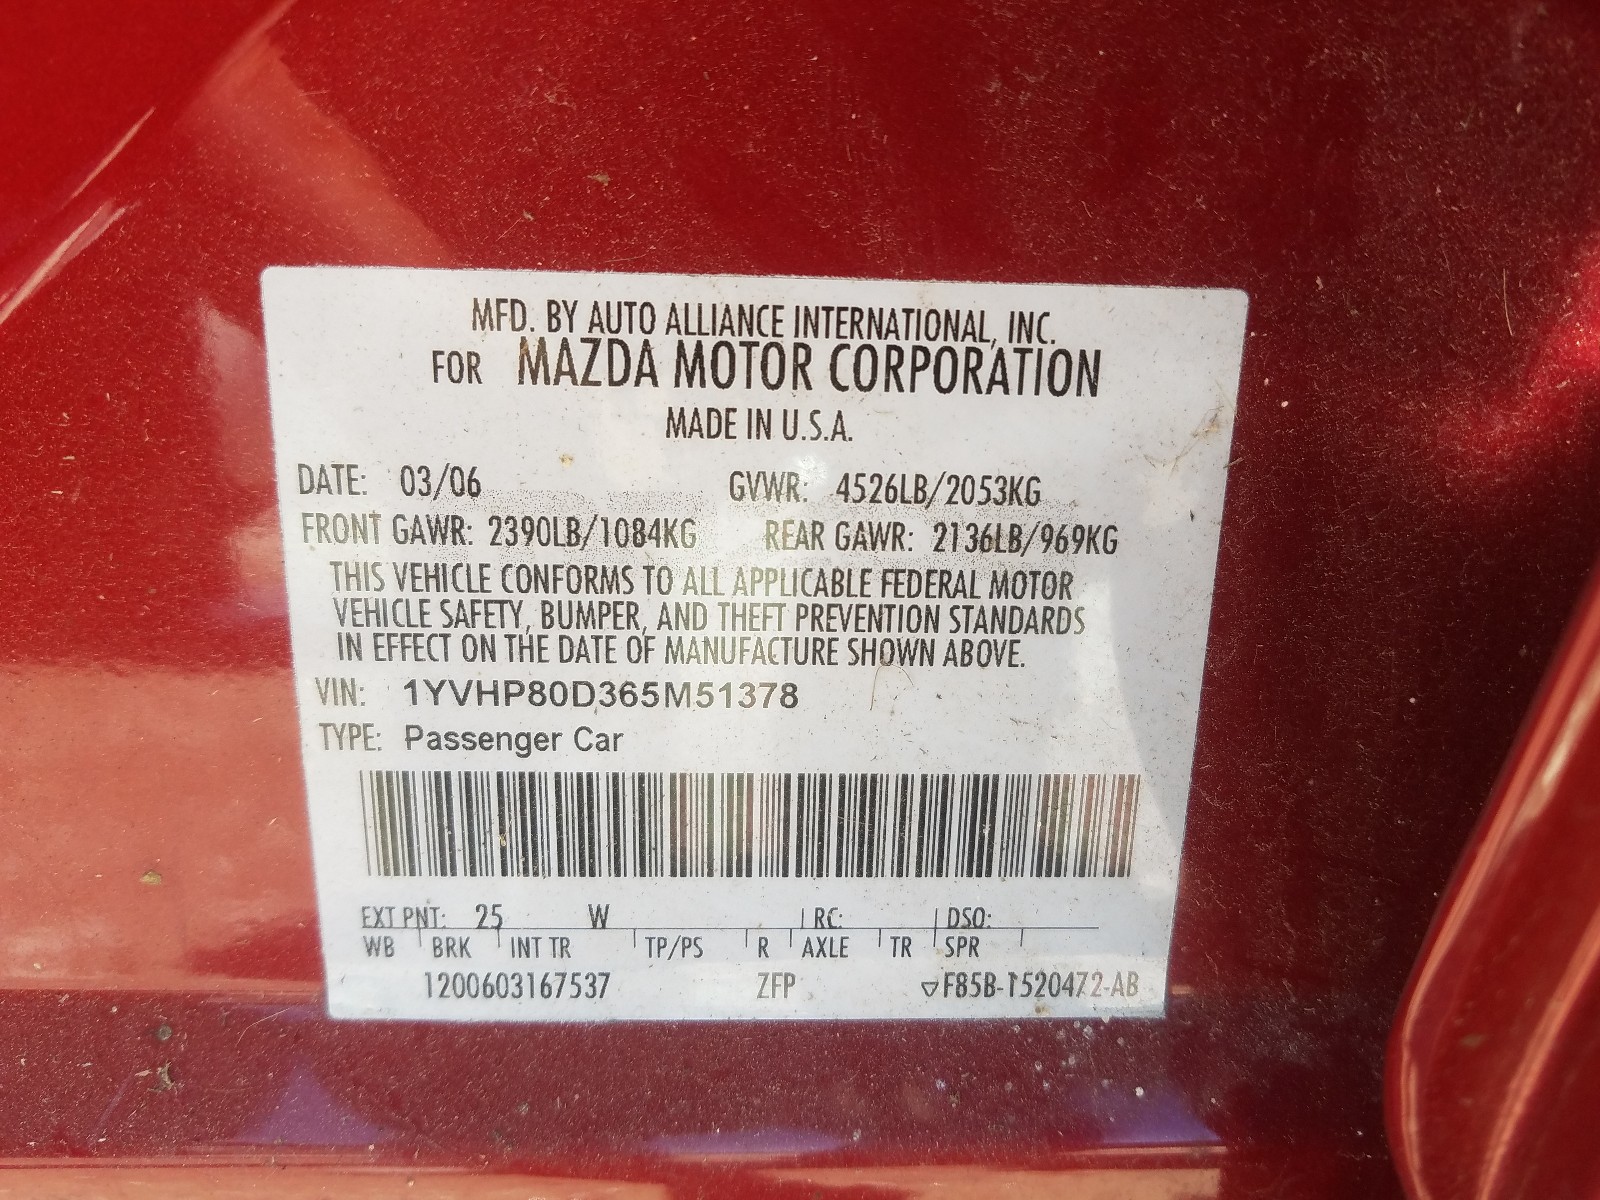 MFD. BY AUTO ALLIANCE INTERNATIONAL, INC.
FOR MAZDA MOTOR CORPORATION
MADE IN U.S.A.
DATE: 03/06 GVWR: 4526LB/2053KG
FRONT GAWR: 2390LB/1084KG REAR GAWR: 2136LB/969KG
THIS VEHICLE CONFORMS TO ALL APPLICABLE FEDERAL MOTOR
VEHICLE SAFETY, BUMPER, AND THEFT PREVENTION STANDARDS
IN EFFECT ON THE DATE OF MANUFACTURE SHOWN ABOVE.
VIN: 1YVHP80D365M51378
TYPE: Passenger Car
EXT PNT: 25 W RC: DSO:
WB BRK INT TR TP/PS R AXLE TR SPR
1200603167537 ZFP ▽F85B-1520472-AB